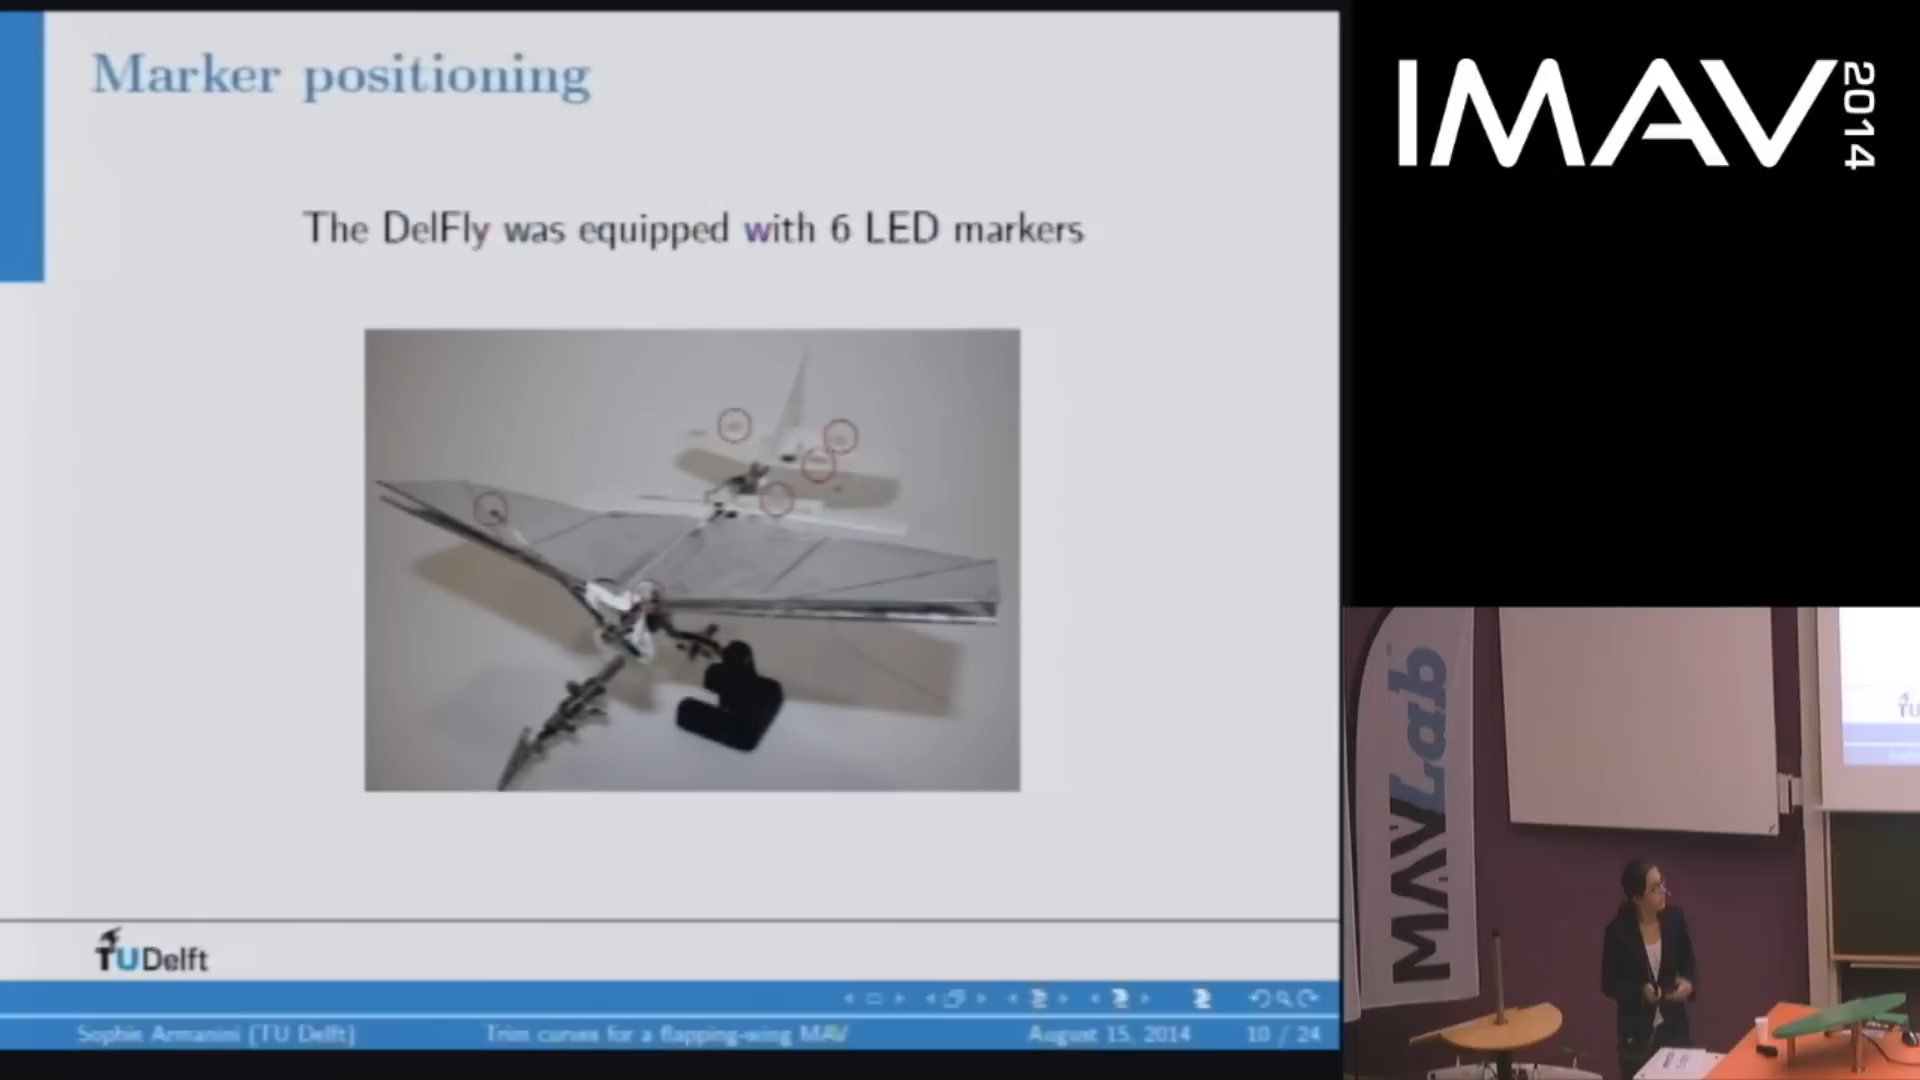 Marker positioning
The DelFly was equipped with 6 LED markers
TUDelft
Sophie Armanini (TU Delft)
Trim curves for a flapping-wing MAV
August 15, 2014
10 / 24
IMAV
2014
MAVLab
TU